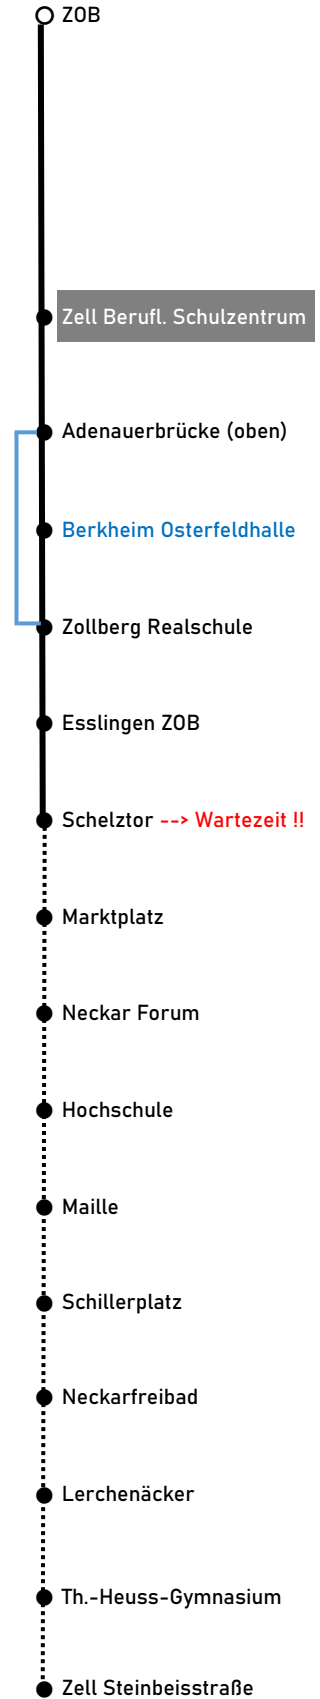 ZOB
Zell Berufl. Schulzentrum
Adenauerbrücke (oben)
Berkheim Osterfeldhalle
Zollberg Realschule
Esslingen ZOB
Schelztor --> Wartezeit !!
Marktplatz
Neckar Forum
Hochschule
Maille
Schillerplatz
Neckarfreibad
Lerchenäcker
Th.-Heuss-Gymnasium
Zell Steinbeisstraße